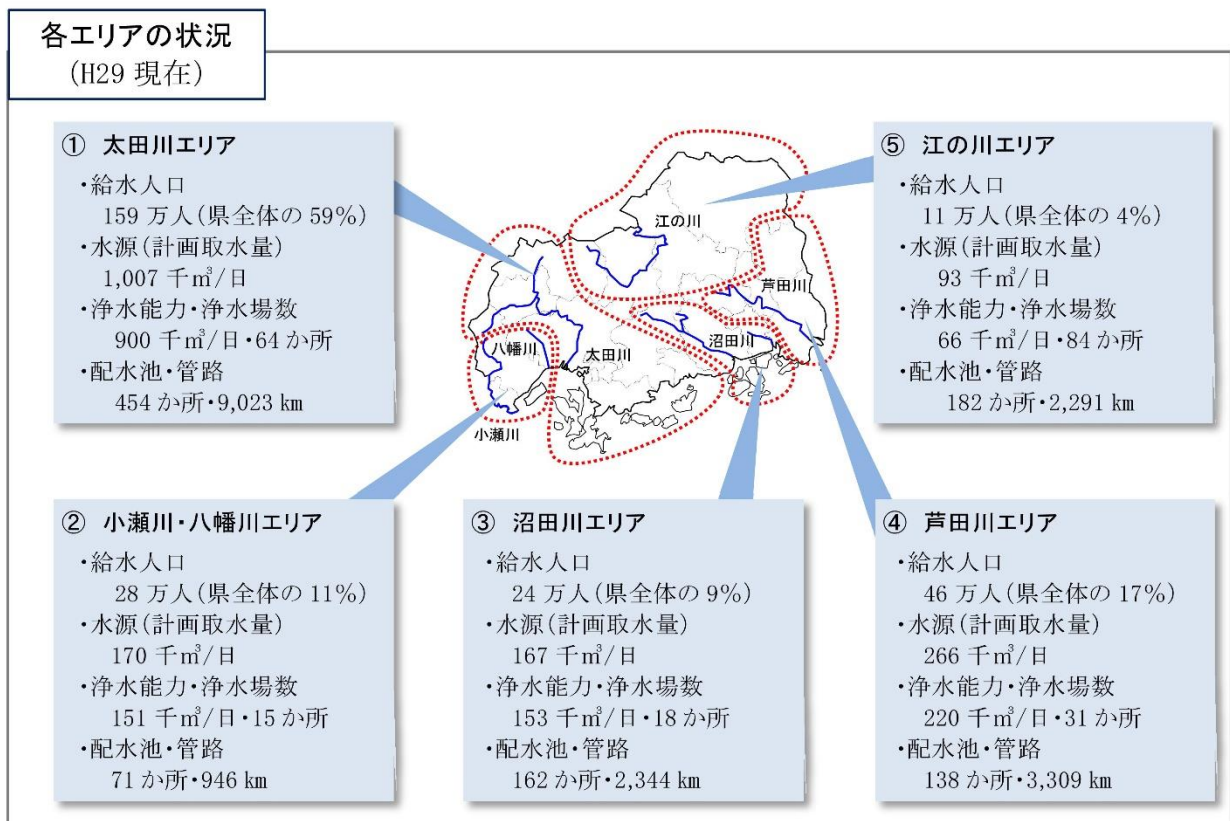 各エリアの状況
(H29 現在)
① 太田川エリア
・給水人口
159 万人(県全体の 59%)
・水源(計画取水量)
1,007 千㎥/日
・浄水能力・浄水場数
900 千㎥/日・64 か所
・配水池・管路
454 か所・9,023 ㎞
⑤ 江の川エリア
・給水人口
11 万人(県全体の 4%)
・水源(計画取水量)
93 千㎥/日
・浄水能力・浄水場数
66 千㎥/日・84 か所
・配水池・管路
182 か所・2,291 ㎞
江の川
芦田川
沼田川
八幡川
太田川
小瀬川
② 小瀬川・八幡川エリア
・給水人口
28 万人(県全体の 11%)
・水源(計画取水量)
170 千㎥/日
・浄水能力・浄水場数
151 千㎥/日・15 か所
・配水池・管路
71 か所・946 ㎞
③ 沼田川エリア
・給水人口
24 万人(県全体の 9%)
・水源(計画取水量)
167 千㎥/日
・浄水能力・浄水場数
153 千㎥/日・18 か所
・配水池・管路
162 か所・2,344 ㎞
④ 芦田川エリア
・給水人口
46 万人(県全体の 17%)
・水源(計画取水量)
266 千㎥/日
・浄水能力・浄水場数
220 千㎥/日・31 か所
・配水池・管路
138 か所・3,309 ㎞